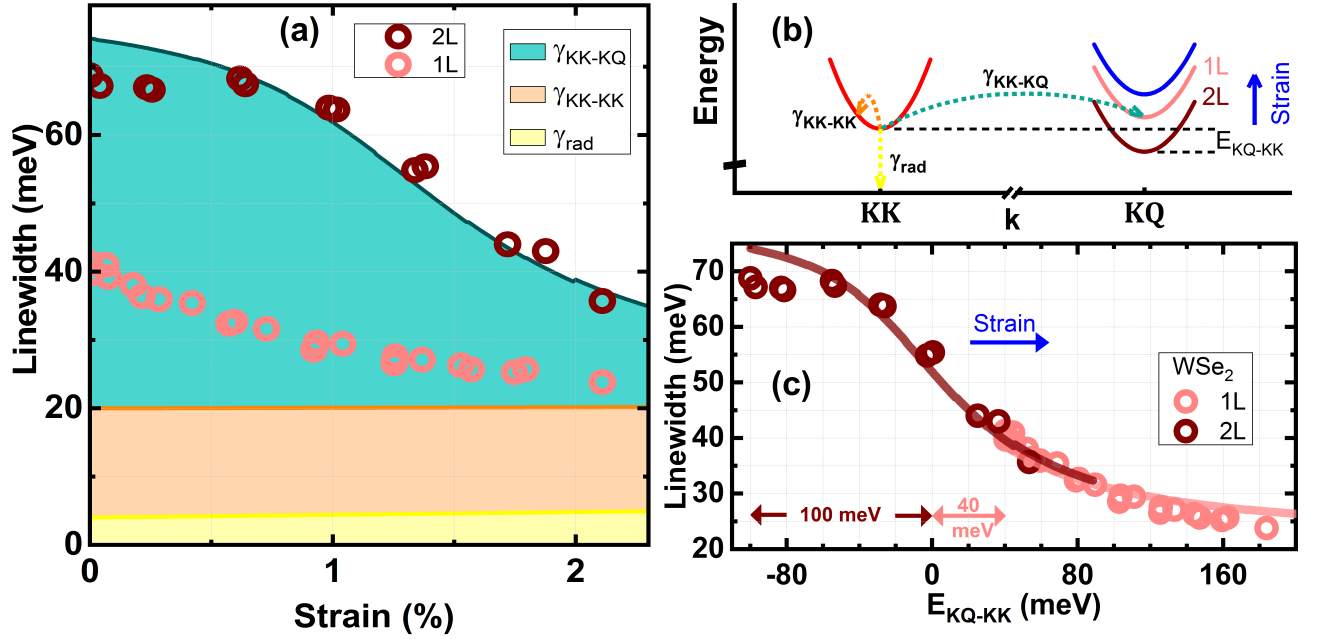 (a)
2L
1L
γKK-KQ
γKK-KK
γrad
Linewidth (meV)
60
40
20
0
0
1
2
Strain (%)
(b)
Energy
γKK-KQ
1L
2L
Strain
γKK-KK
EKQ-KK
γrad
KK
k
KQ
Linewidth (meV)
70
60
50
40
30
20
Strain
(c)
WSe2
1L
2L
100 meV
40
meV
-80
0
80
160
EKQ-KK (meV)